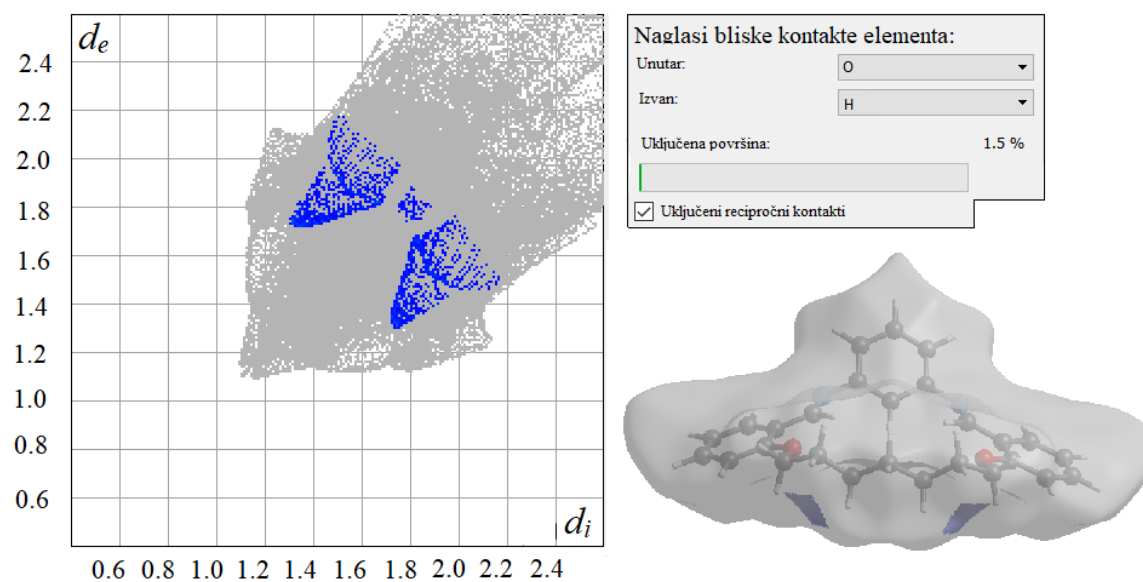 d_e
2.4
2.2
2.0
1.8
1.6
1.4
1.2
1.0
0.8
0.6
d_i
0.6 0.8 1.0 1.2 1.4 1.6 1.8 2.0 2.2 2.4
Naglasi bliske kontakte elementa:
Unutar: O
Izvan: H
Uključena površina: 1.5 %
Uključeni recipročni kontakti